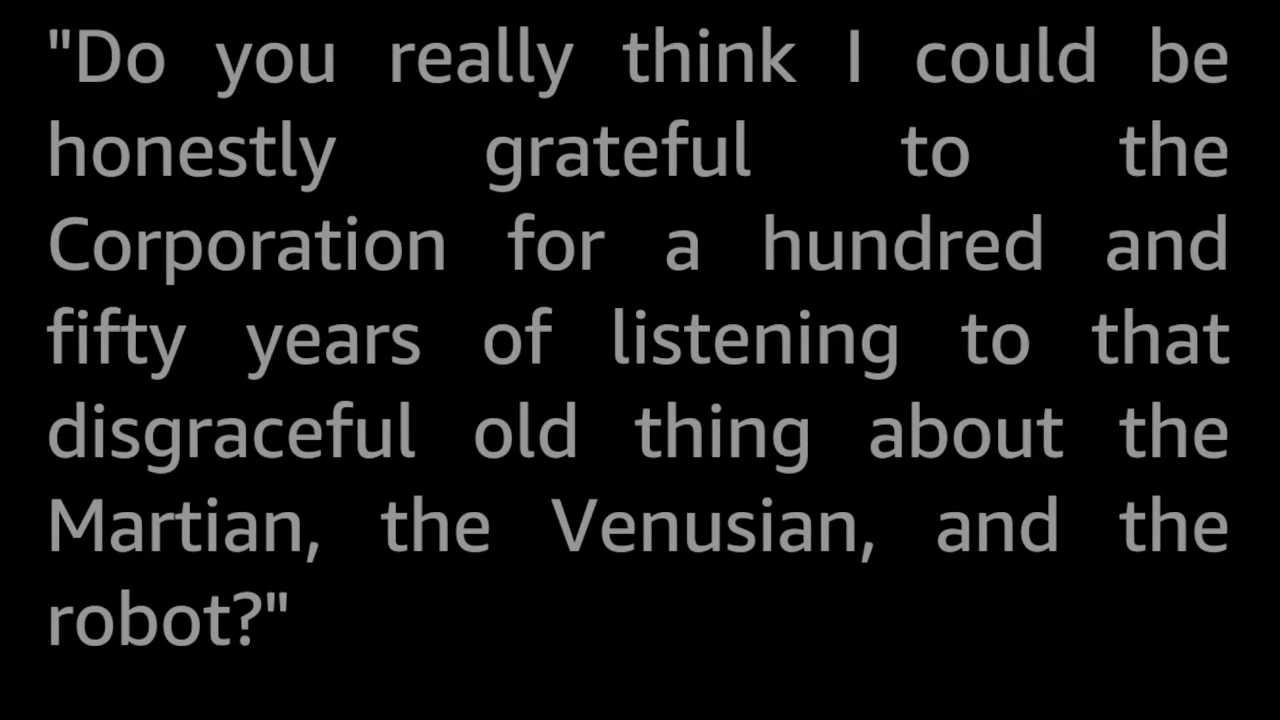 "Do you really think I could be
honestly grateful to the
Corporation for a hundred and
fifty years of listening to that
disgraceful old thing about the
Martian, the Venusian, and the
robot?"